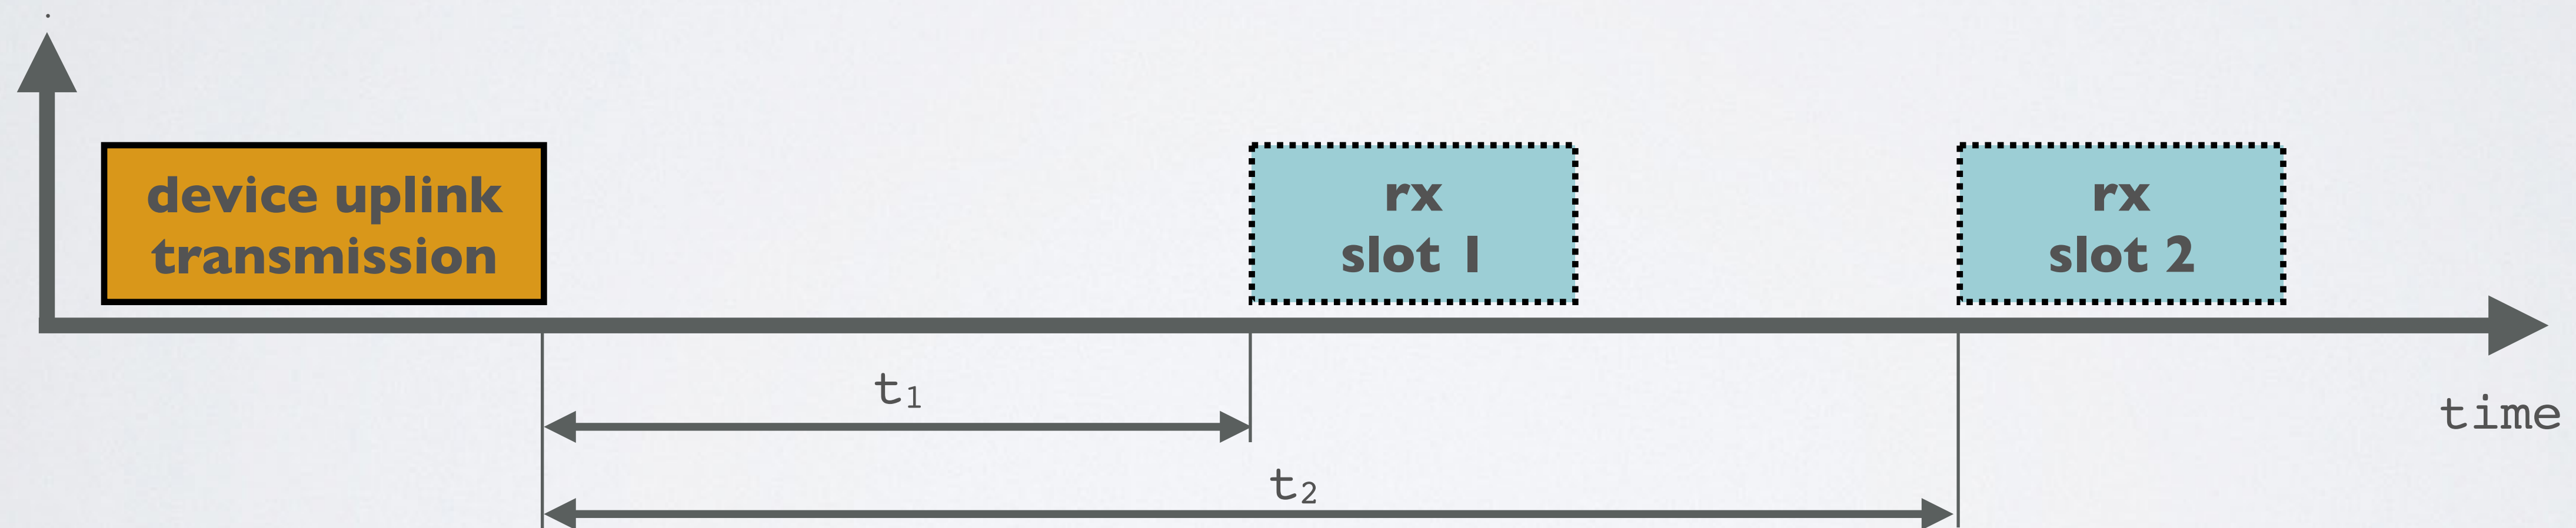 device uplink
transmission
rx
slot 1
rx
slot 2
t₁
time
t₂